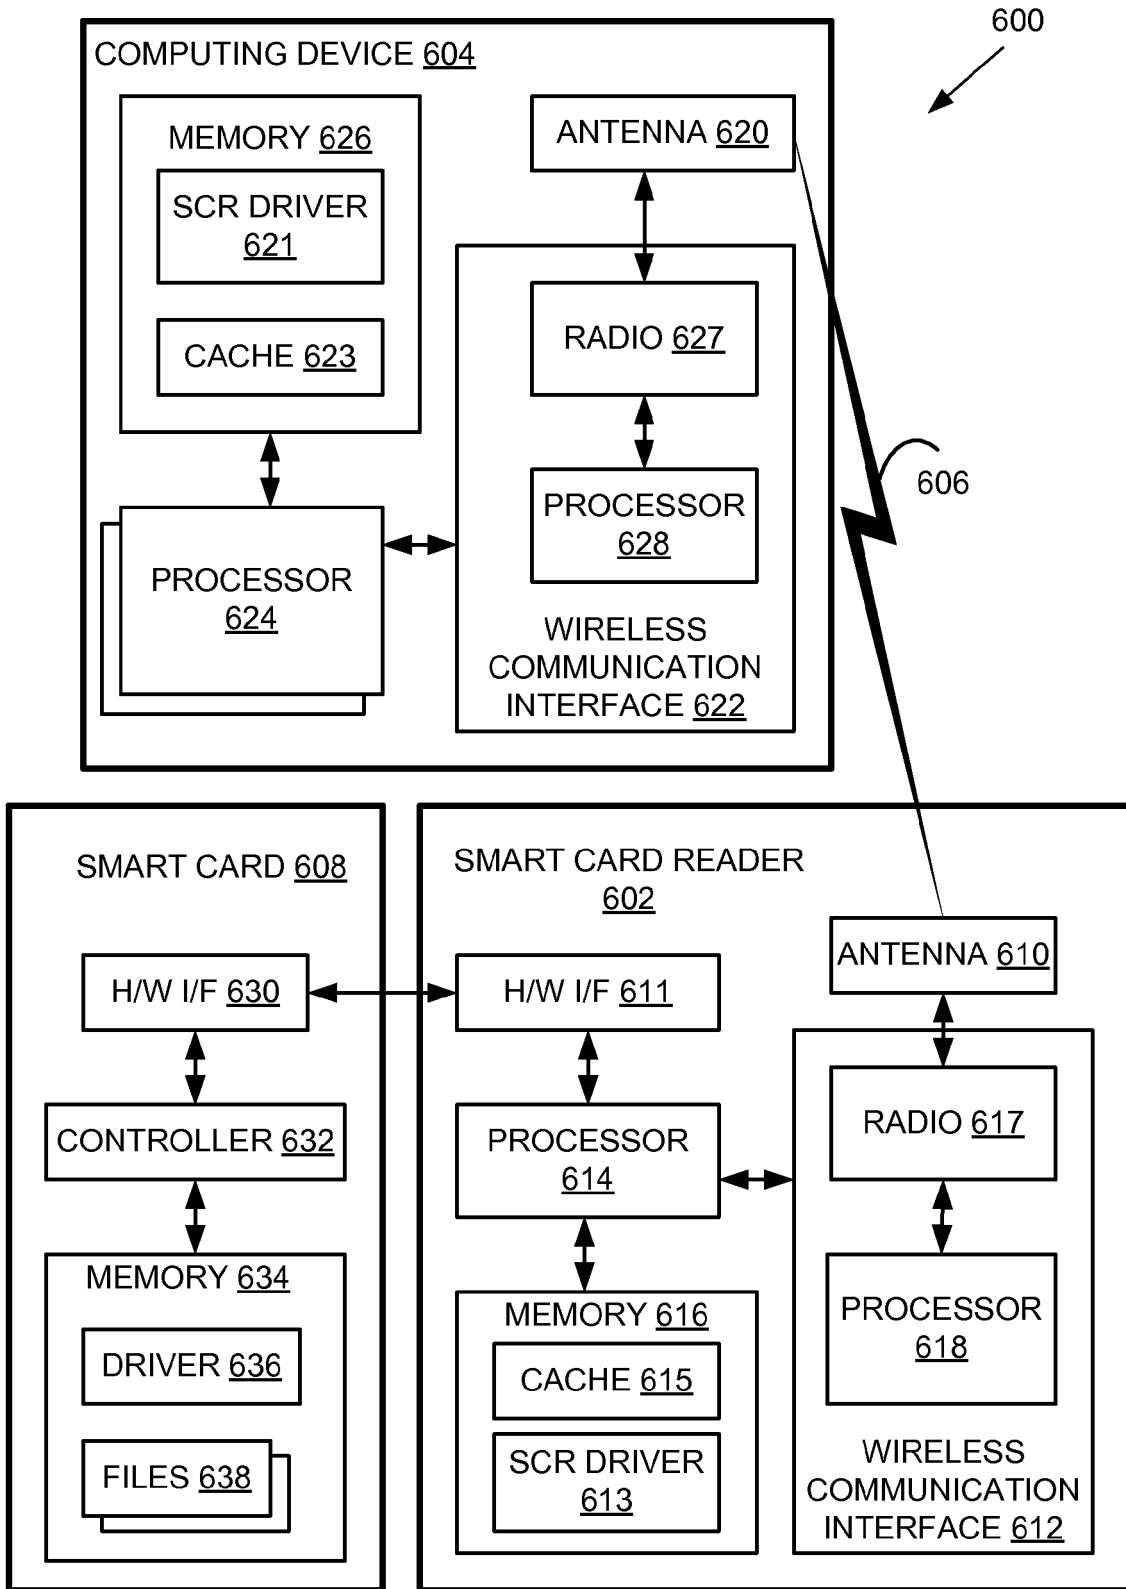 600
COMPUTING DEVICE 604
MEMORY 626
SCR DRIVER
621
CACHE 623
ANTENNA 620
RADIO 627
PROCESSOR
628
WIRELESS
COMMUNICATION
INTERFACE 622
PROCESSOR
624
606
SMART CARD 608
H/W I/F 630
CONTROLLER 632
MEMORY 634
DRIVER 636
FILES 638
SMART CARD READER
602
ANTENNA 610
H/W I/F 611
PROCESSOR
614
MEMORY 616
CACHE 615
SCR DRIVER
613
RADIO 617
PROCESSOR
618
WIRELESS
COMMUNICATION
INTERFACE 612